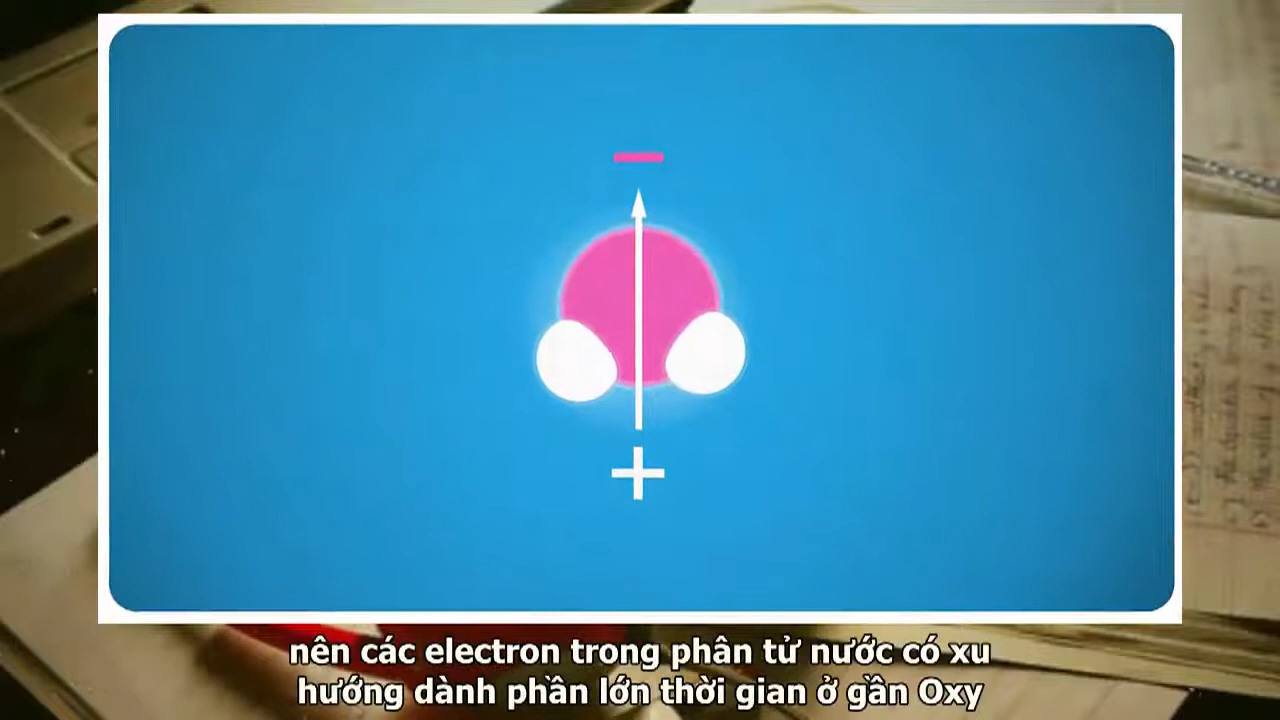 −
+
nên các electron trong phân tử nước có xu
hướng dành phần lớn thời gian ở gần Oxy